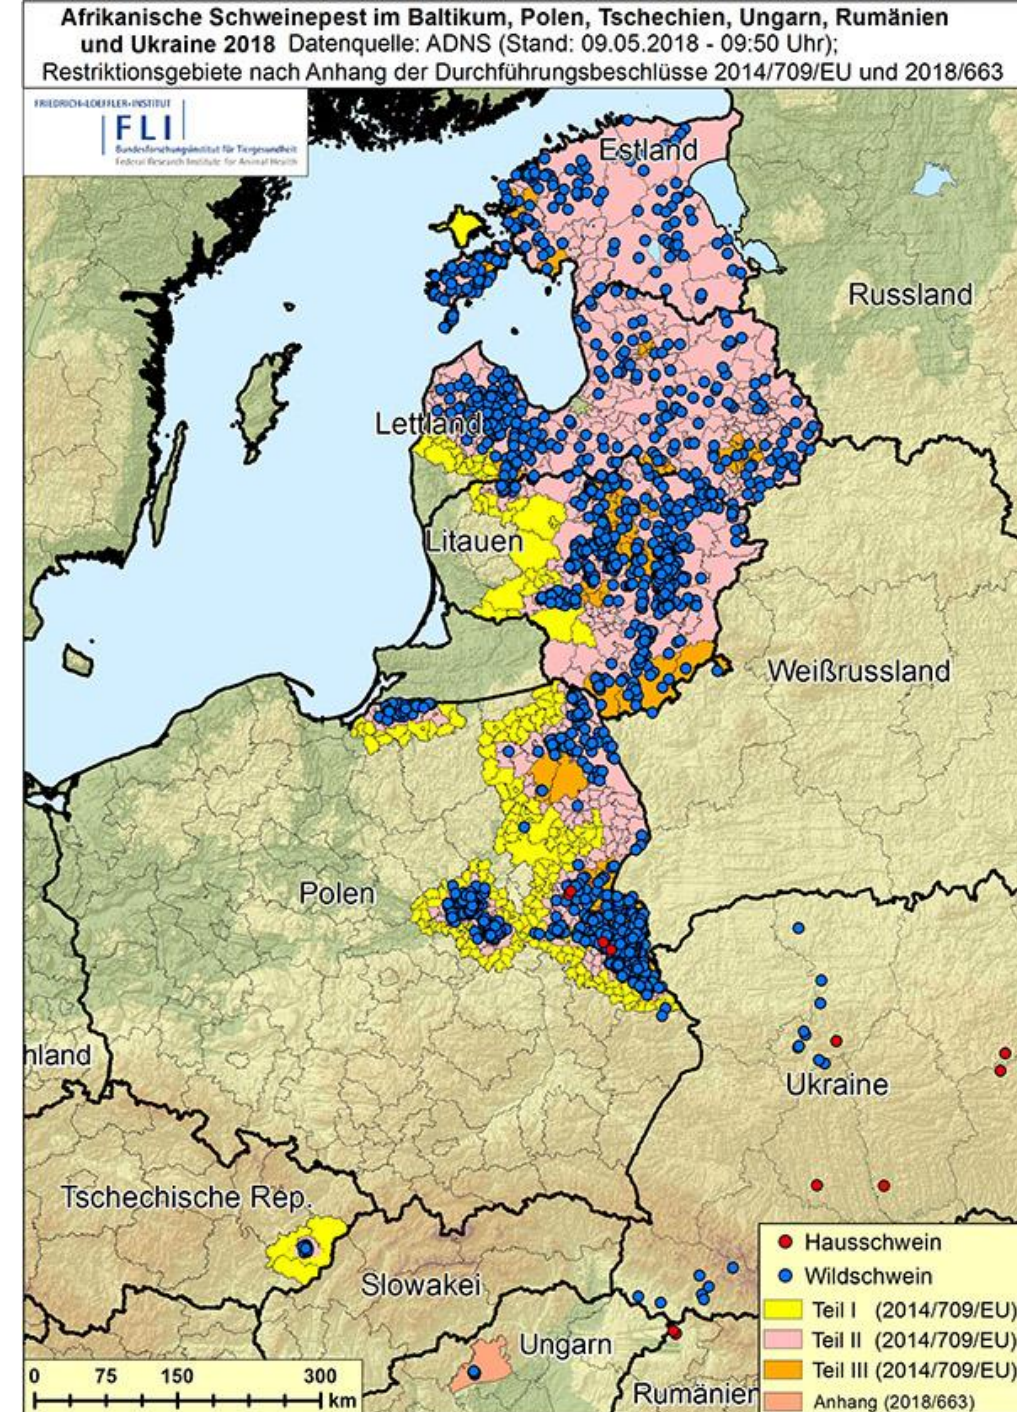 Afrikanische Schweinepest im Baltikum, Polen, Tschechien, Ungarn, Rumänien
und Ukraine 2018 Datenquelle: ADNS (Stand: 09.05.2018 - 09:50 Uhr);
Restriktionsgebiete nach Anhang der Durchführungsbeschlüsse 2014/709/EU und 2018/663
FRIEDRICH-LOEFFLER-INSTITUT
FLI
Bundesforschungsinstitut für Tiergesundheit
Federal Research Institute for Animal Health
Estland
Russland
Lettland
Litauen
Weißrussland
Polen
hland
Ukraine
Tschechische Rep.
Slowakei
Ungarn
Rumänien
Hausschwein
Wildschwein
Teil I (2014/709/EU)
Teil II (2014/709/EU)
Teil III (2014/709/EU)
Anhang (2018/663)
0 75 150 300
km